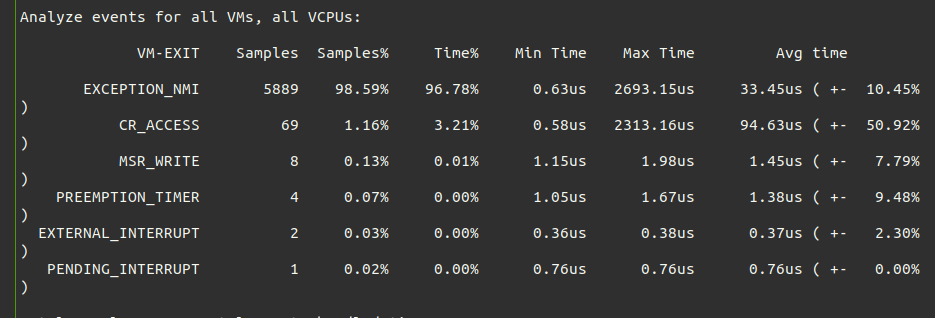 Analyze events for all VMs, all VCPUs:
VM-EXIT Samples Samples% Time% Min Time Max Time Avg time
EXCEPTION_NMI 5889 98.59% 96.78% 0.63us 2693.15us 33.45us ( +- 10.45%
)
CR_ACCESS 69 1.16% 3.21% 0.58us 2313.16us 94.63us ( +- 50.92%
)
MSR_WRITE 8 0.13% 0.01% 1.15us 1.98us 1.45us ( +- 7.79%
)
PREEMPTION_TIMER 4 0.07% 0.00% 1.05us 1.67us 1.38us ( +- 9.48%
)
EXTERNAL_INTERRUPT 2 0.03% 0.00% 0.36us 0.38us 0.37us ( +- 2.30%
)
PENDING_INTERRUPT 1 0.02% 0.00% 0.76us 0.76us 0.76us ( +- 0.00%
)